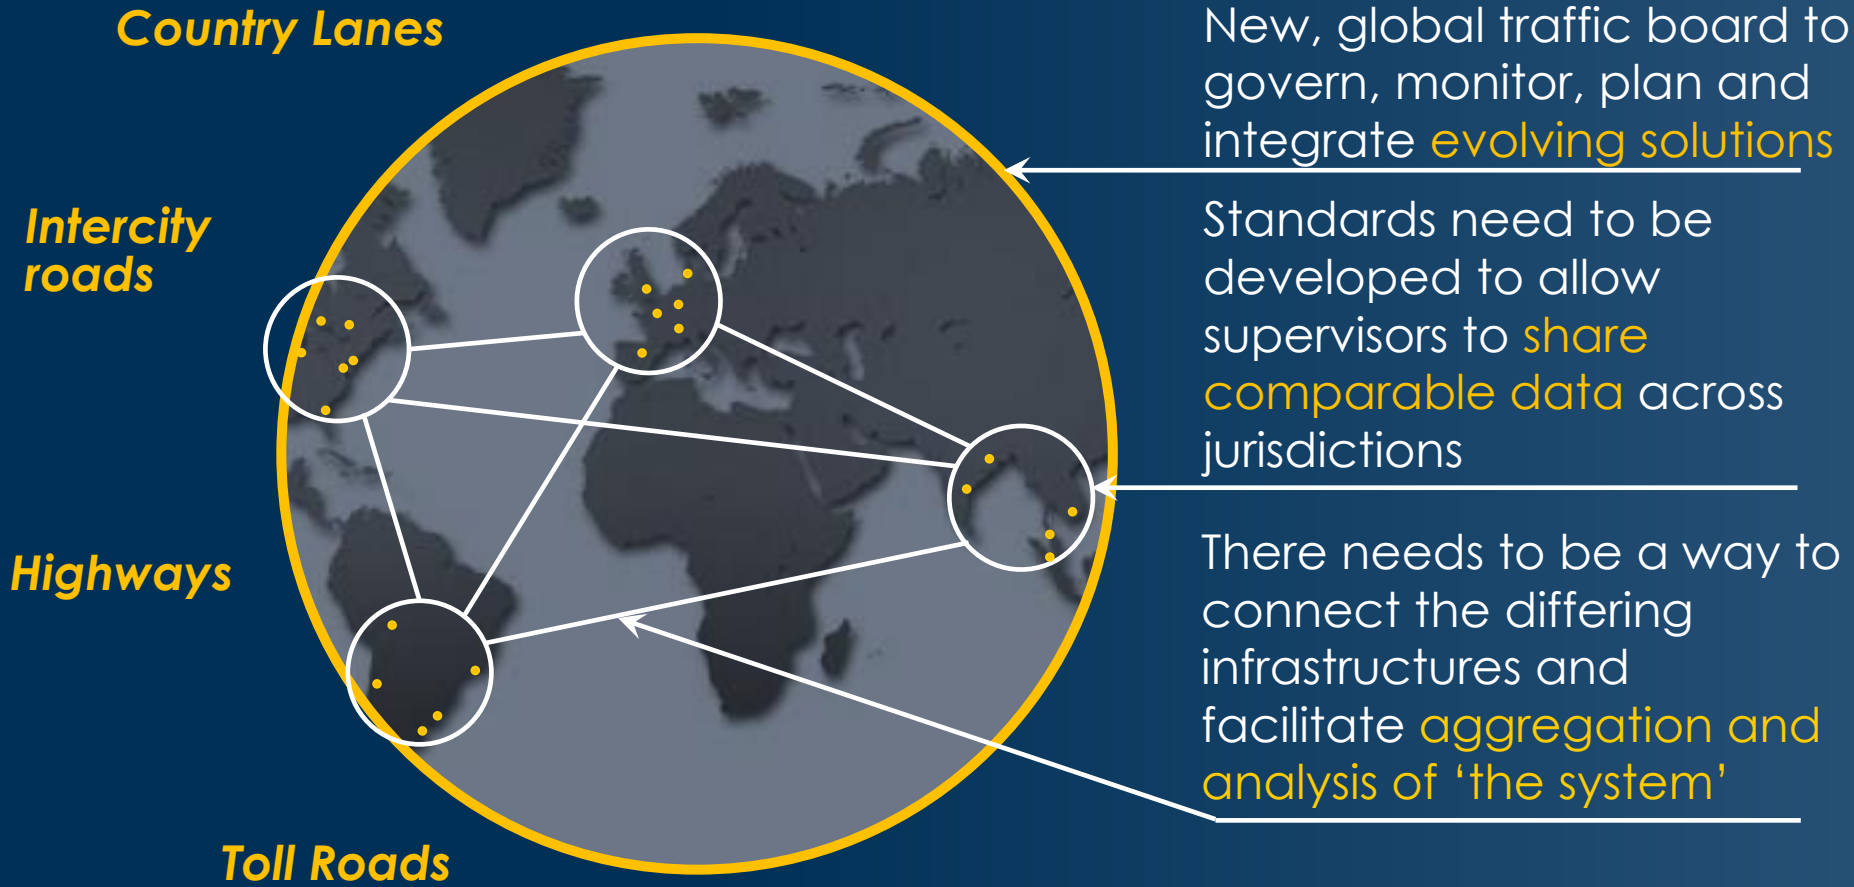 Country Lanes
Intercity
roads
Highways
Toll Roads
New, global traffic board to
govern, monitor, plan and
integrate evolving solutions
Standards need to be
developed to allow
supervisors to share
comparable data across
jurisdictions
There needs to be a way to
connect the differing
infrastructures and
facilitate aggregation and
analysis of ‘the system’